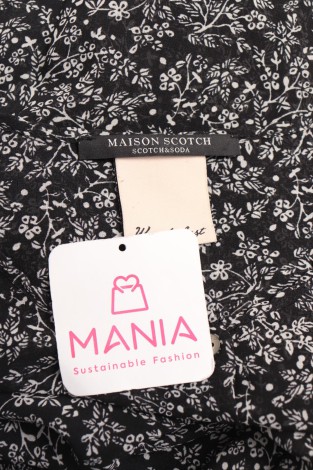 MAISON SCOTCH
SCOTCH&SODA
MANIA
Sustainable Fashion